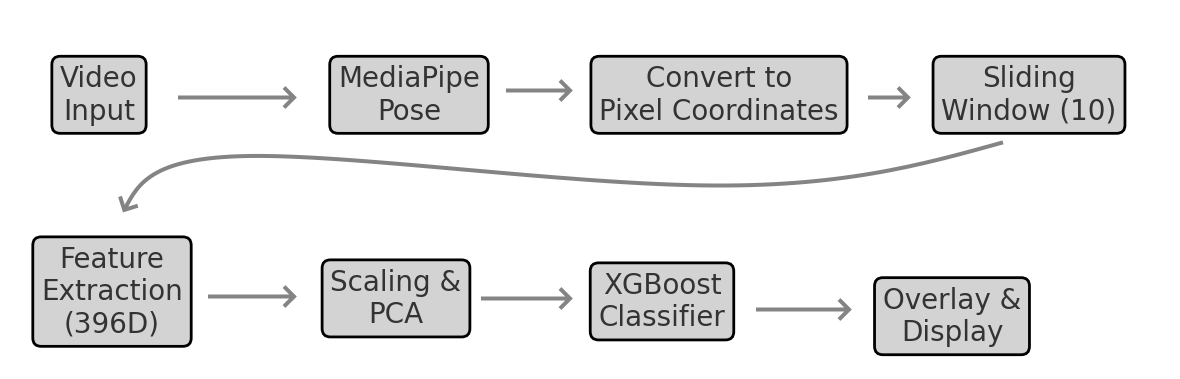 Video
Input
MediaPipe
Pose
Convert to
Pixel Coordinates
Sliding
Window (10)
Feature
Extraction
(396D)
Scaling &
PCA
XGBoost
Classifier
Overlay &
Display